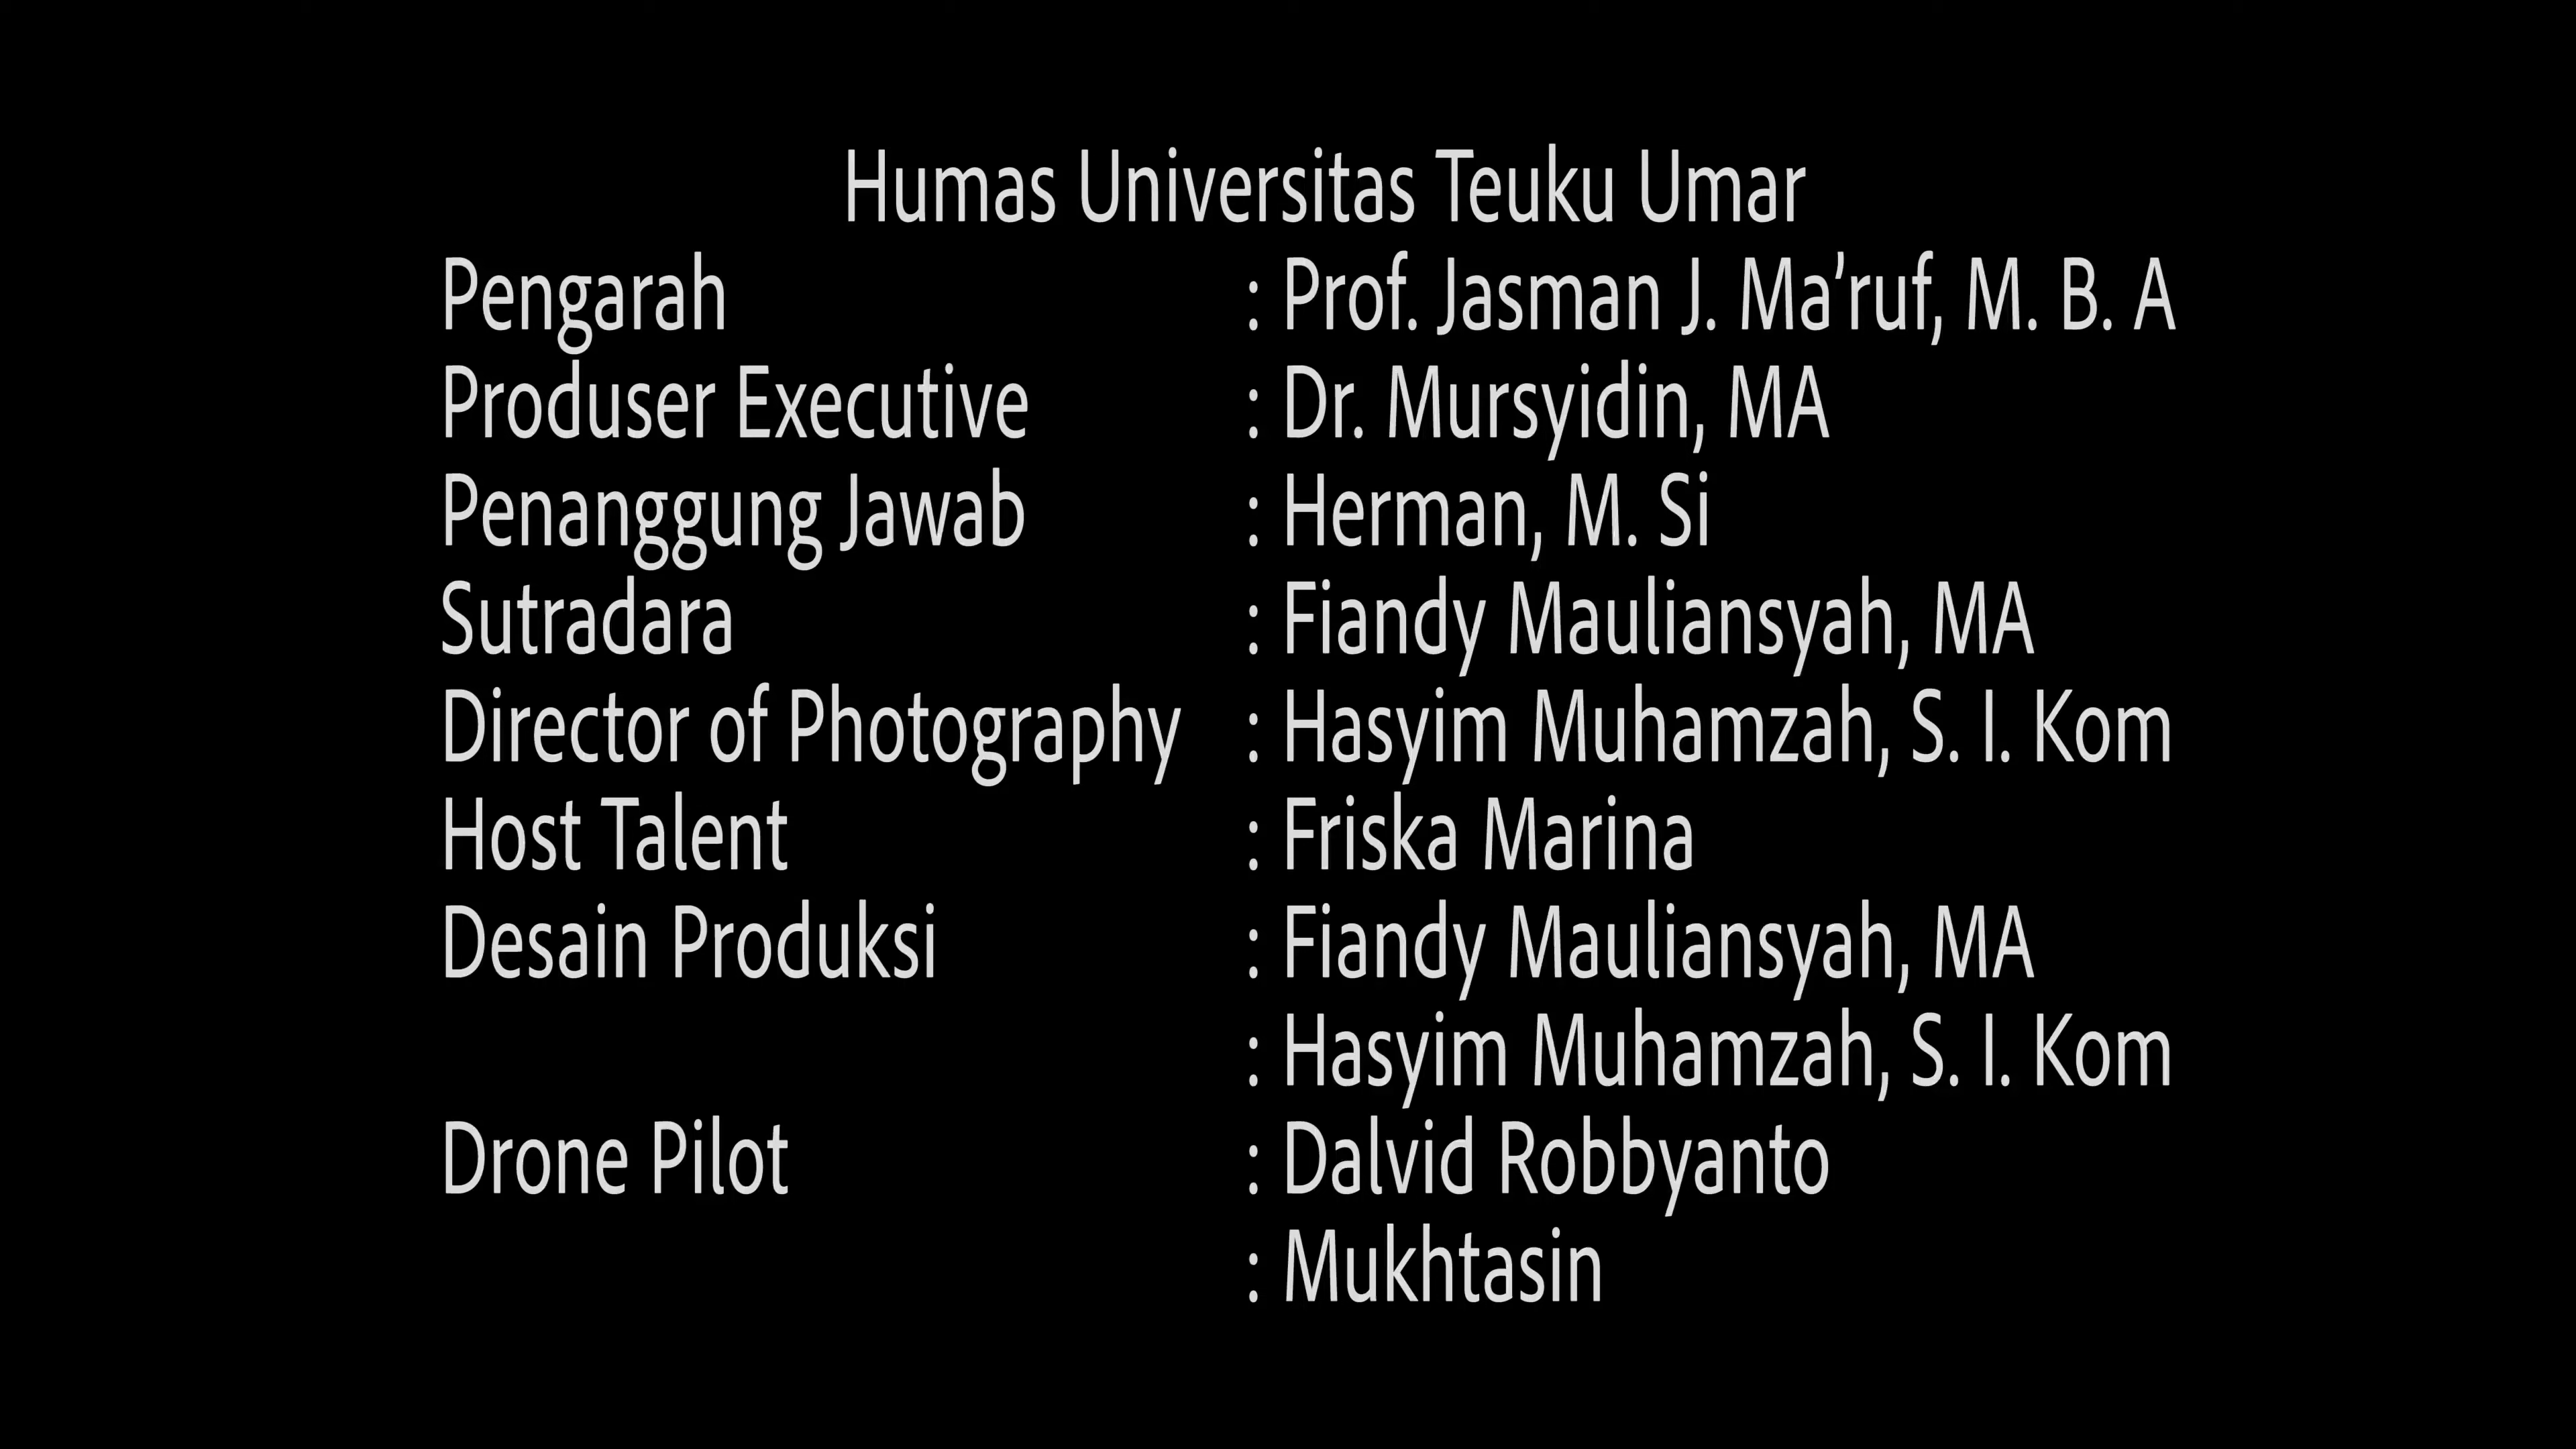 Humas Universitas Teuku Umar
Pengarah : Prof. Jasman J. Ma’ruf, M. B. A
Produser Executive : Dr. Mursyidin, MA
Penanggung Jawab : Herman, M. Si
Sutradara : Fiandy Mauliansyah, MA
Director of Photography : Hasyim Muhamzah, S. I. Kom
Host Talent : Friska Marina
Desain Produksi : Fiandy Mauliansyah, MA
: Hasyim Muhamzah, S. I. Kom
Drone Pilot : Dalvid Robbyanto
: Mukhtasin